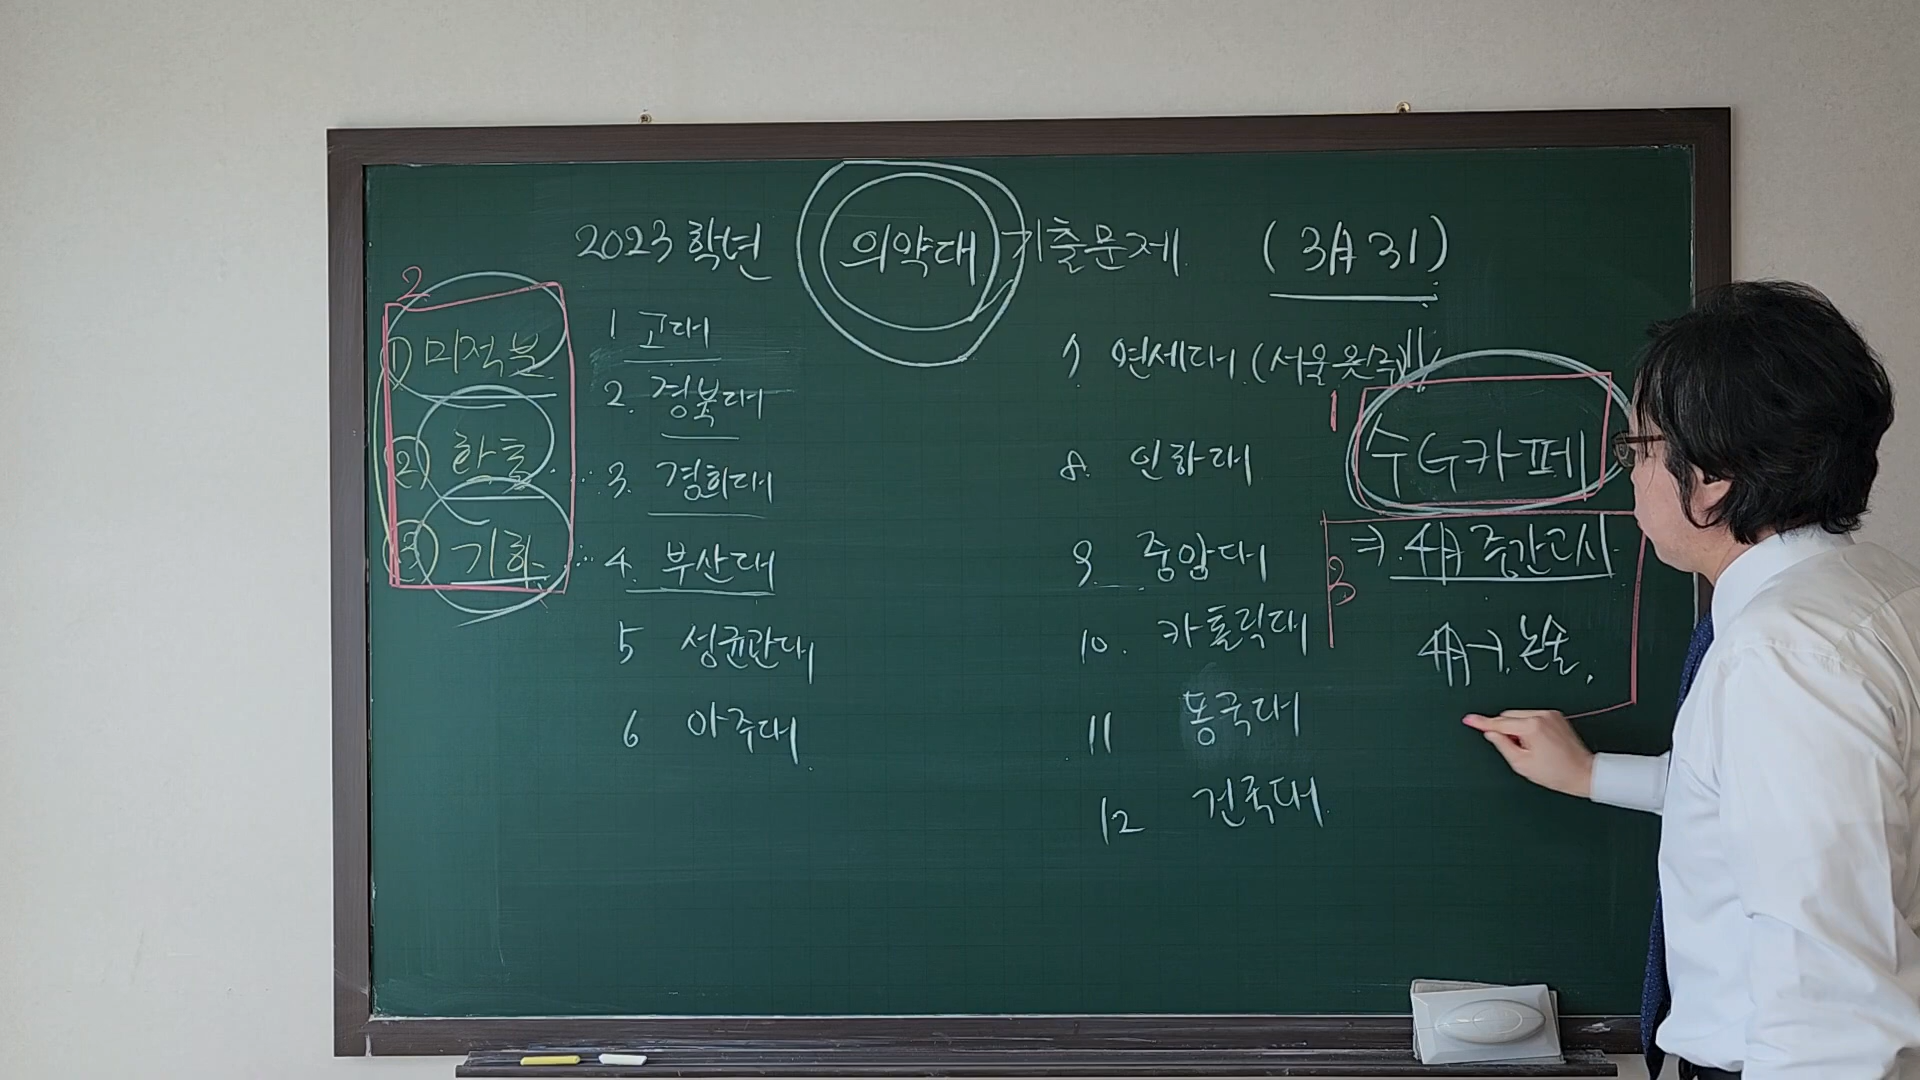 2023 학년 의약대 기출문제 (3月 31)
2
① 미적분
② 확통
③ 기하
1 고대
2. 경북대
3. 경희대
4. 부산대
5 성균관대
6 아주대
7 연세대 (서울 원주)
8. 인하대
9. 중앙대
10. 카톨릭대
11 동국대
12 건국대
1
수 G 카페
3
4月 중간고사
4月 논술